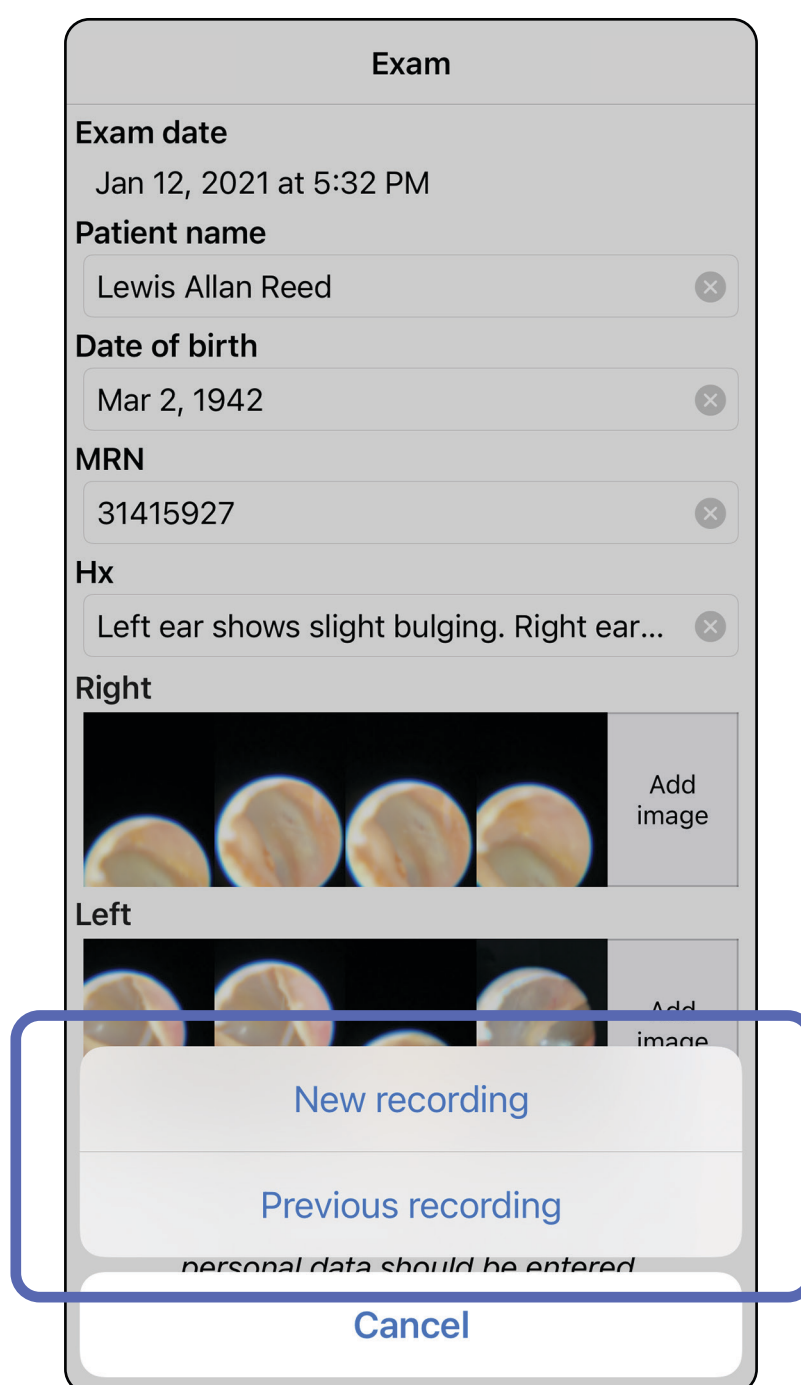 Exam
Exam date
Jan 12, 2021 at 5:32 PM
Patient name
Lewis Allan Reed
Date of birth
Mar 2, 1942
MRN
31415927
Hx
Left ear shows slight bulging. Right ear...
Right
Add
image
Left
Add
image
New recording
Previous recording
personal data should be entered
Cancel